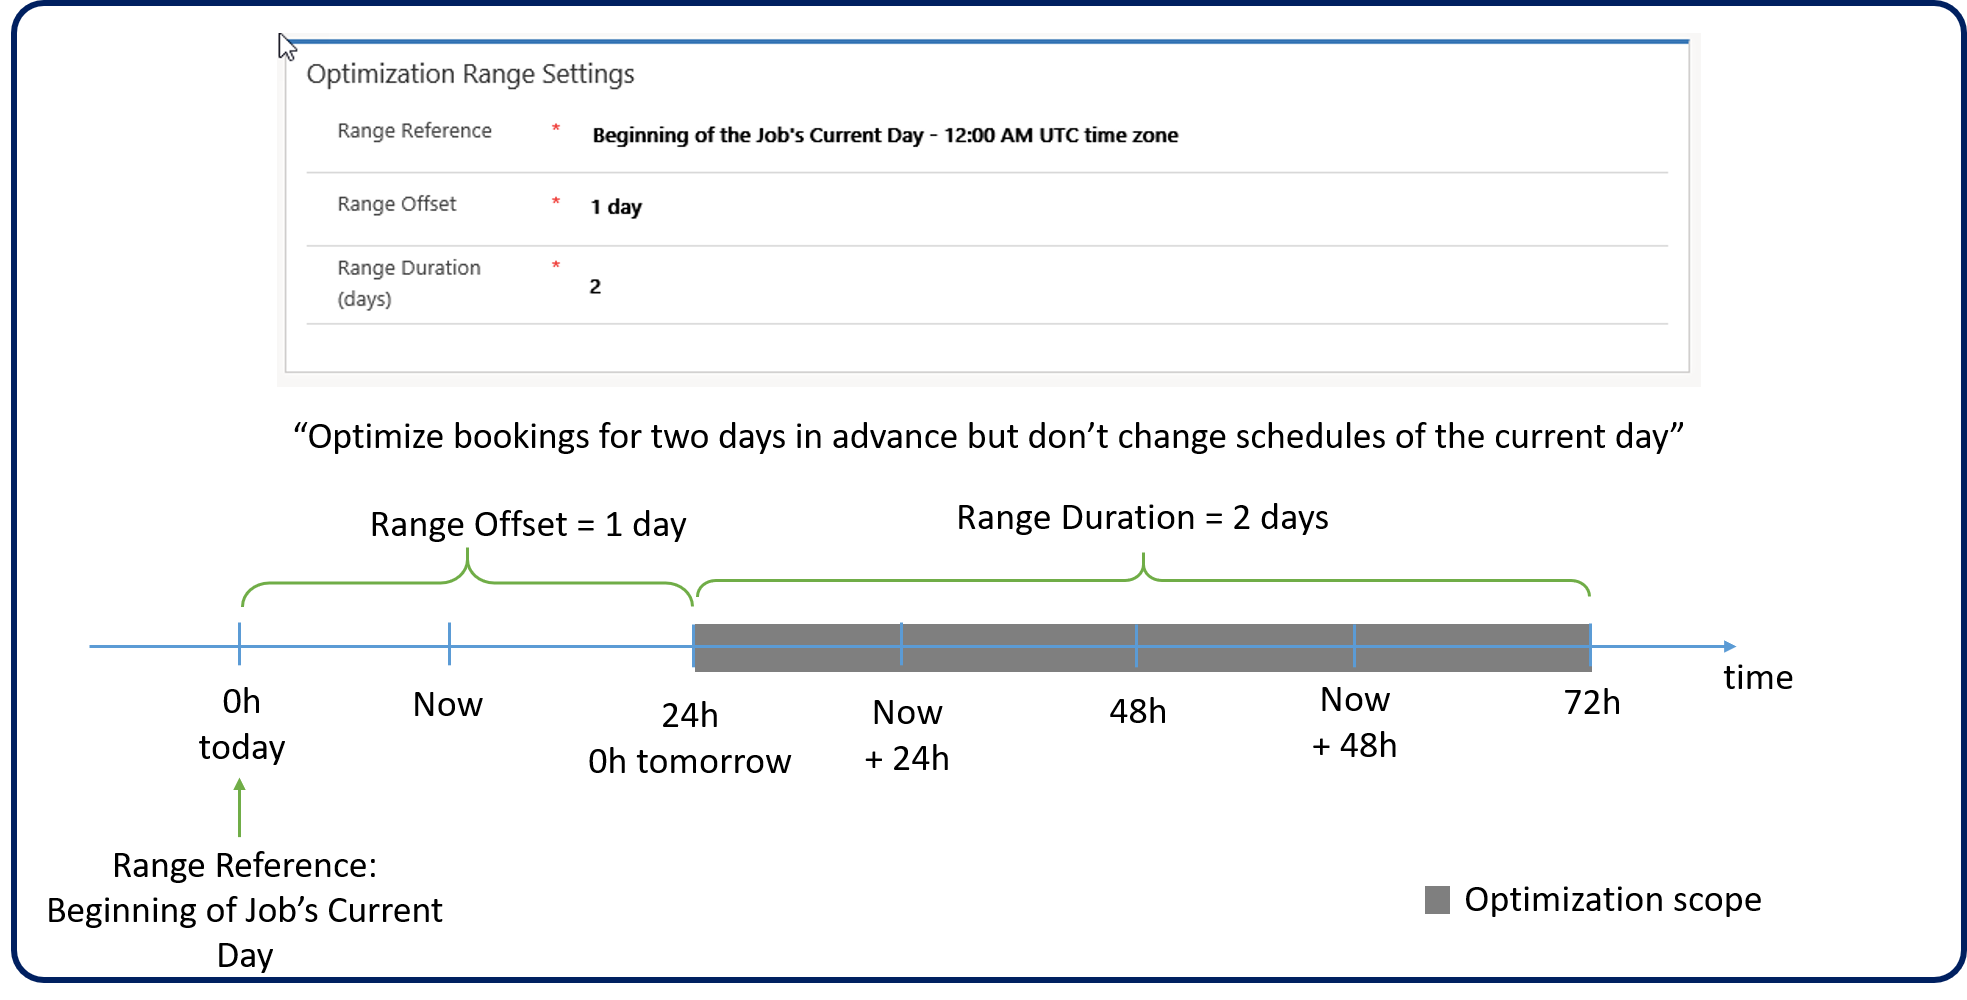 Optimization Range Settings
Range Reference * Beginning of the Job's Current Day - 12:00 AM UTC time zone
Range Offset * 1 day
Range Duration * 2
(days)
“Optimize bookings for two days in advance but don’t change schedules of the current day”
Range Offset = 1 day
Range Duration = 2 days
0h
today
Now
24h
0h tomorrow
Now
+ 24h
48h
Now
+ 48h
72h
time
Range Reference:
Beginning of Job’s Current
Day
Optimization scope